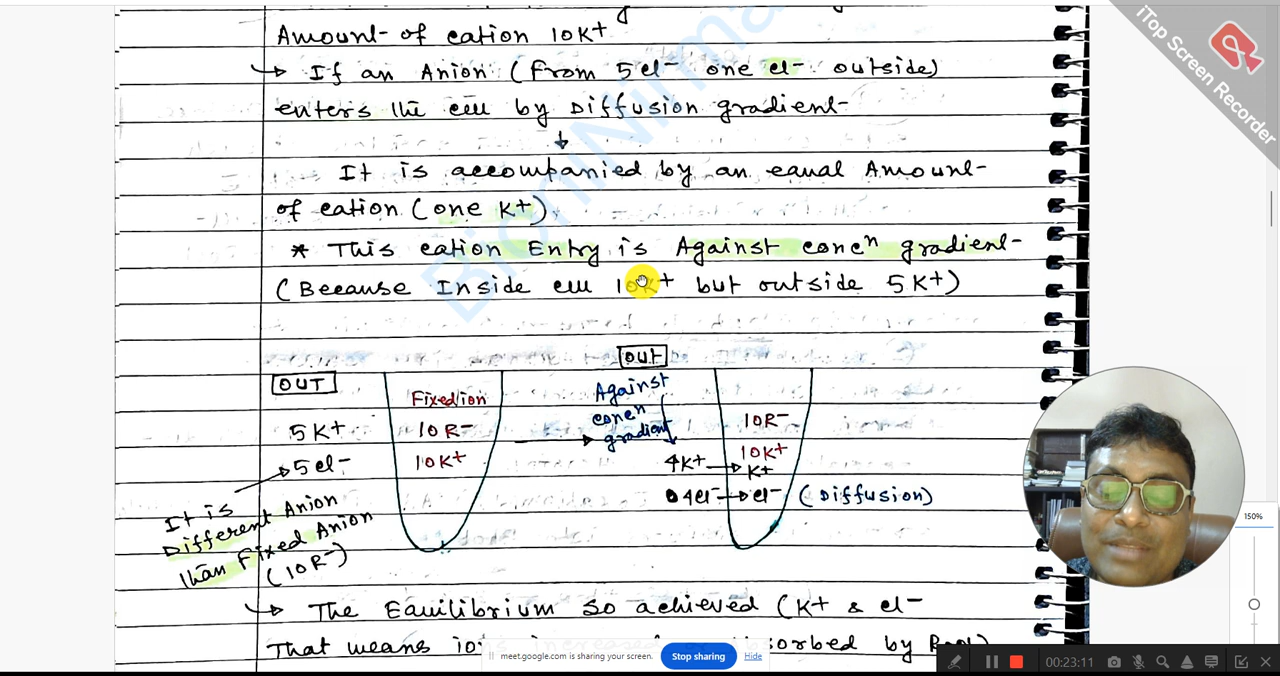 Amount of cation 10K+
↳ If an Anion (from 5cl- one cl- outside)
enters the cell by Diffusion gradient
↓
It is accompanied by an equal Amount
of cation (one K+).
* This cation Entry is Against concn gradient
(Because Inside cell 10K+ but outside 5K+)
OUT
OUT
5K+
5cl-
Fixed ion
10R-
10K+
Against
concn
gradient
4K+ → K+
04cl- → cl- (Diffusion)
10R-
10K+
It is
Different Anion
than Fixed Anion
(10R-)
↳ The Equilibrium so achieved (K+ & cl-
That means
by
meet.google.com is sharing your screen.
Stop sharing
Hide
00:23:11
150%
iTop Screen Recorder